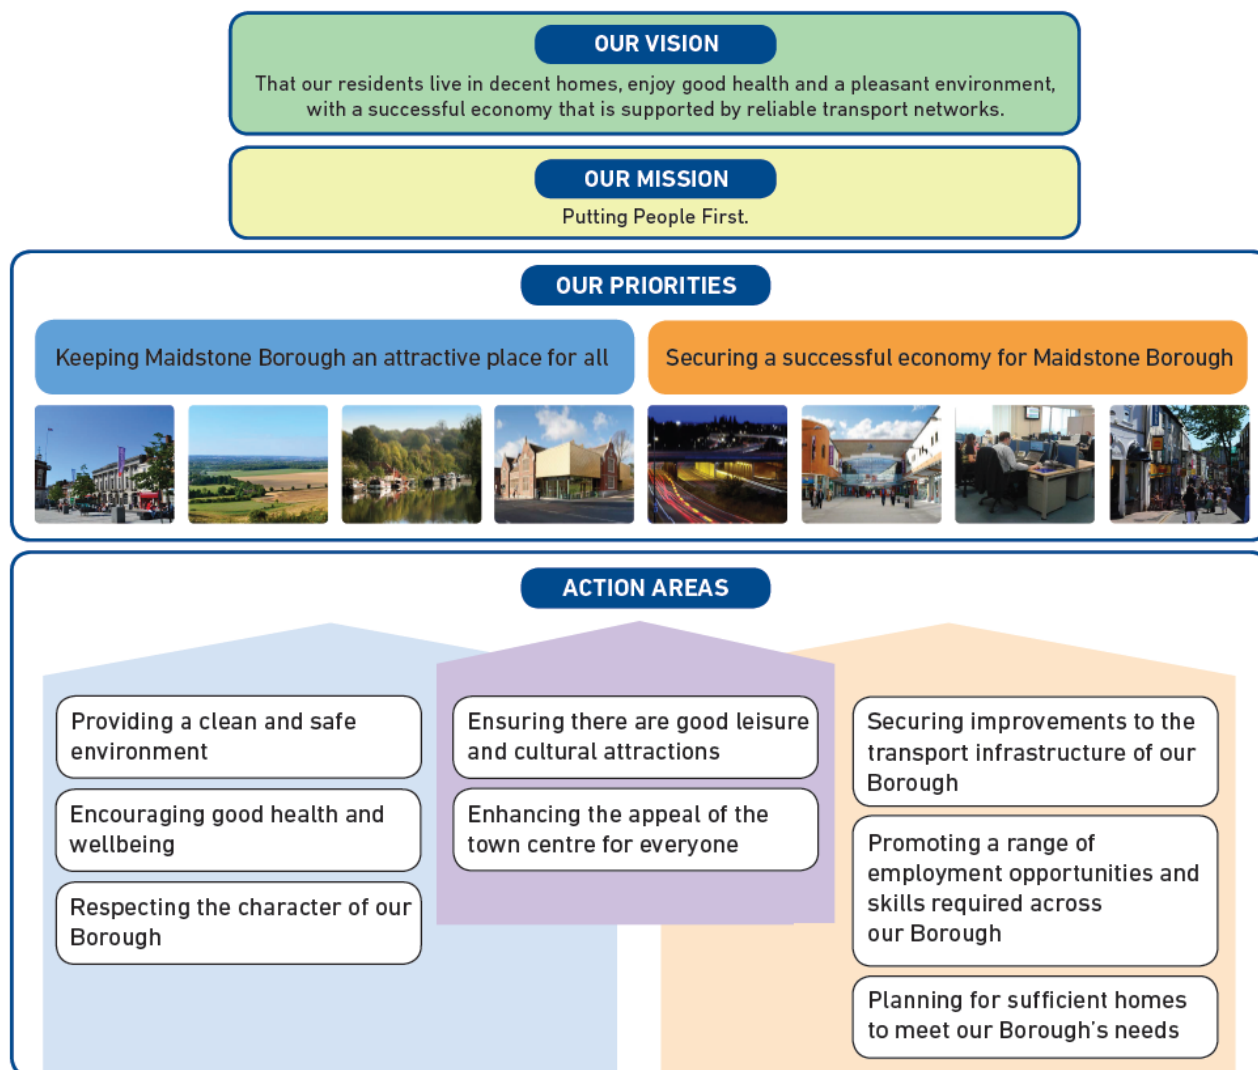 OUR VISION
That our residents live in decent homes, enjoy good health and a pleasant environment,
with a successful economy that is supported by reliable transport networks.
OUR MISSION
Putting People First.
OUR PRIORITIES
Keeping Maidstone Borough an attractive place for all
Securing a successful economy for Maidstone Borough
ACTION AREAS
Providing a clean and safe
environment
Encouraging good health and
wellbeing
Respecting the character of our
Borough
Ensuring there are good leisure
and cultural attractions
Enhancing the appeal of the
town centre for everyone
Securing improvements to the
transport infrastructure of our
Borough
Promoting a range of
employment opportunities and
skills required across
our Borough
Planning for sufficient homes
to meet our Borough's needs